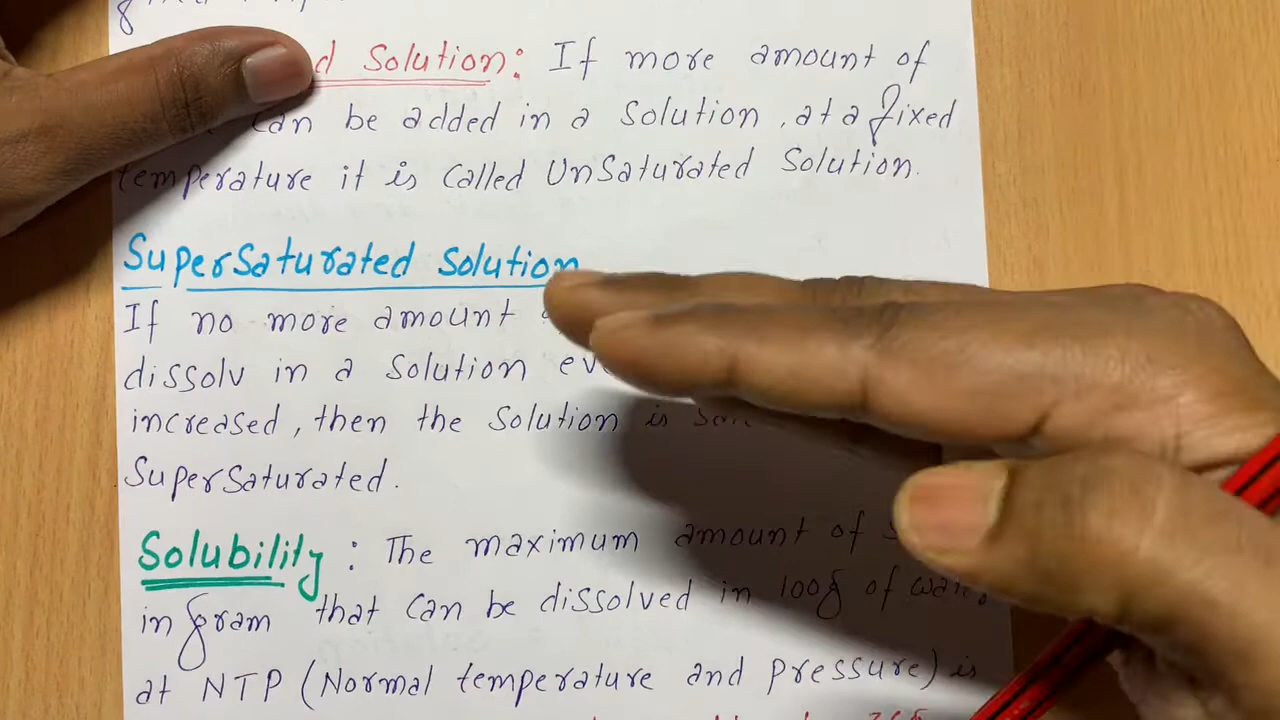 Solution: If more amount of
can be added in a Solution, at a fixed
temperature it is called UnSaturated Solution.
SuperSaturated Solution
If no more amount
dissolv in a Solution
increased, then the Solution is
SuperSaturated.
Solubility: The maximum amount of
in gram that can be dissolved in 100g of
at NTP (Normal temperature and pressure) is